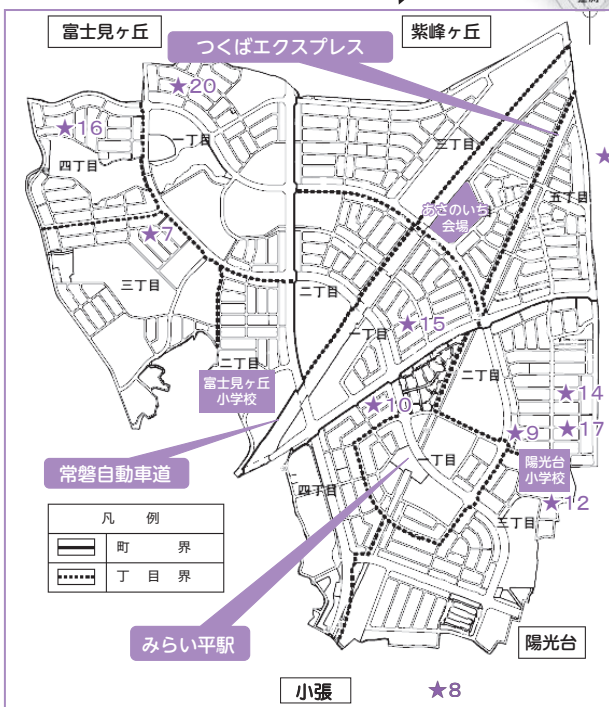 富士見ヶ丘
紫峰ヶ丘
つくばエクスプレス
★20
★16
一丁目
三丁目
四丁目
★
あさのいち
会場
五丁目
★7
三丁目
二丁目
一丁目
★15
二丁目
富士見ヶ丘
小学校
二丁目
★14
★10
★9
★17
常磐自動車道
四丁目
一丁目
陽光台
小学校
★12
三丁目
凡 例
町 界
丁 目 界
みらい平駅
陽光台
小張
★8